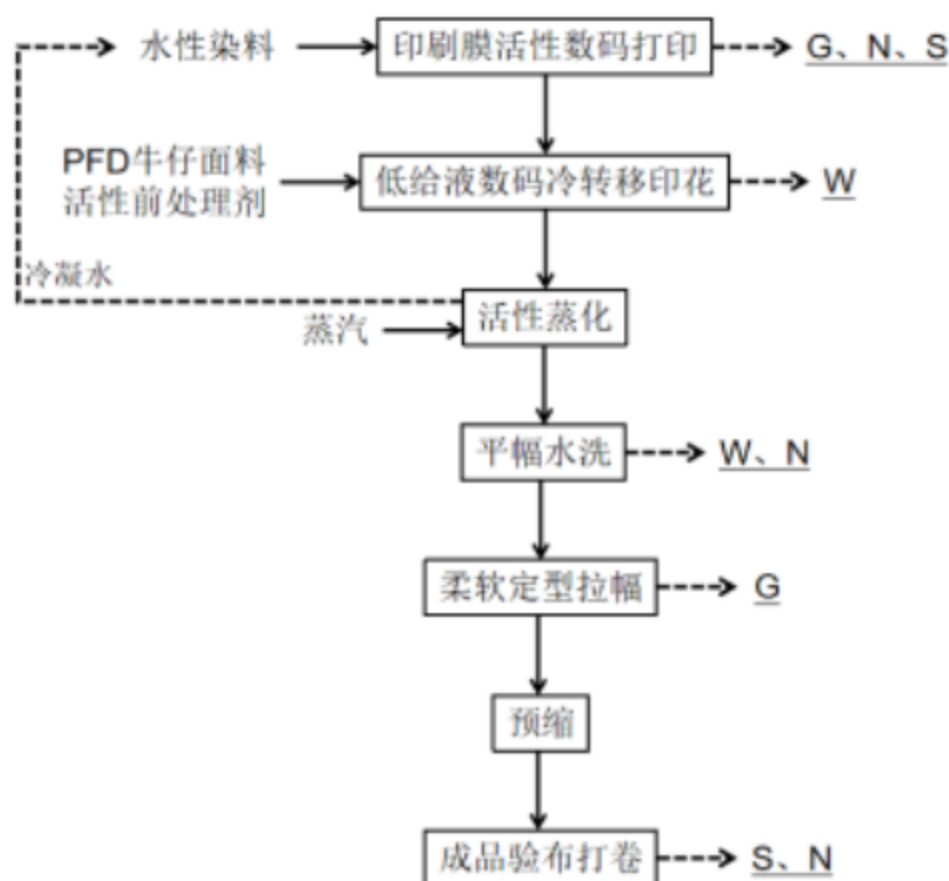 水性染料
印刷膜活性数码打印
G、N、S
PFD牛仔面料
活性前处理剂
低给液数码冷转移印花
W
冷凝水
蒸汽
活性蒸化
平幅水洗
W、N
柔软定型拉幅
G
预缩
成品验布打卷
S、N